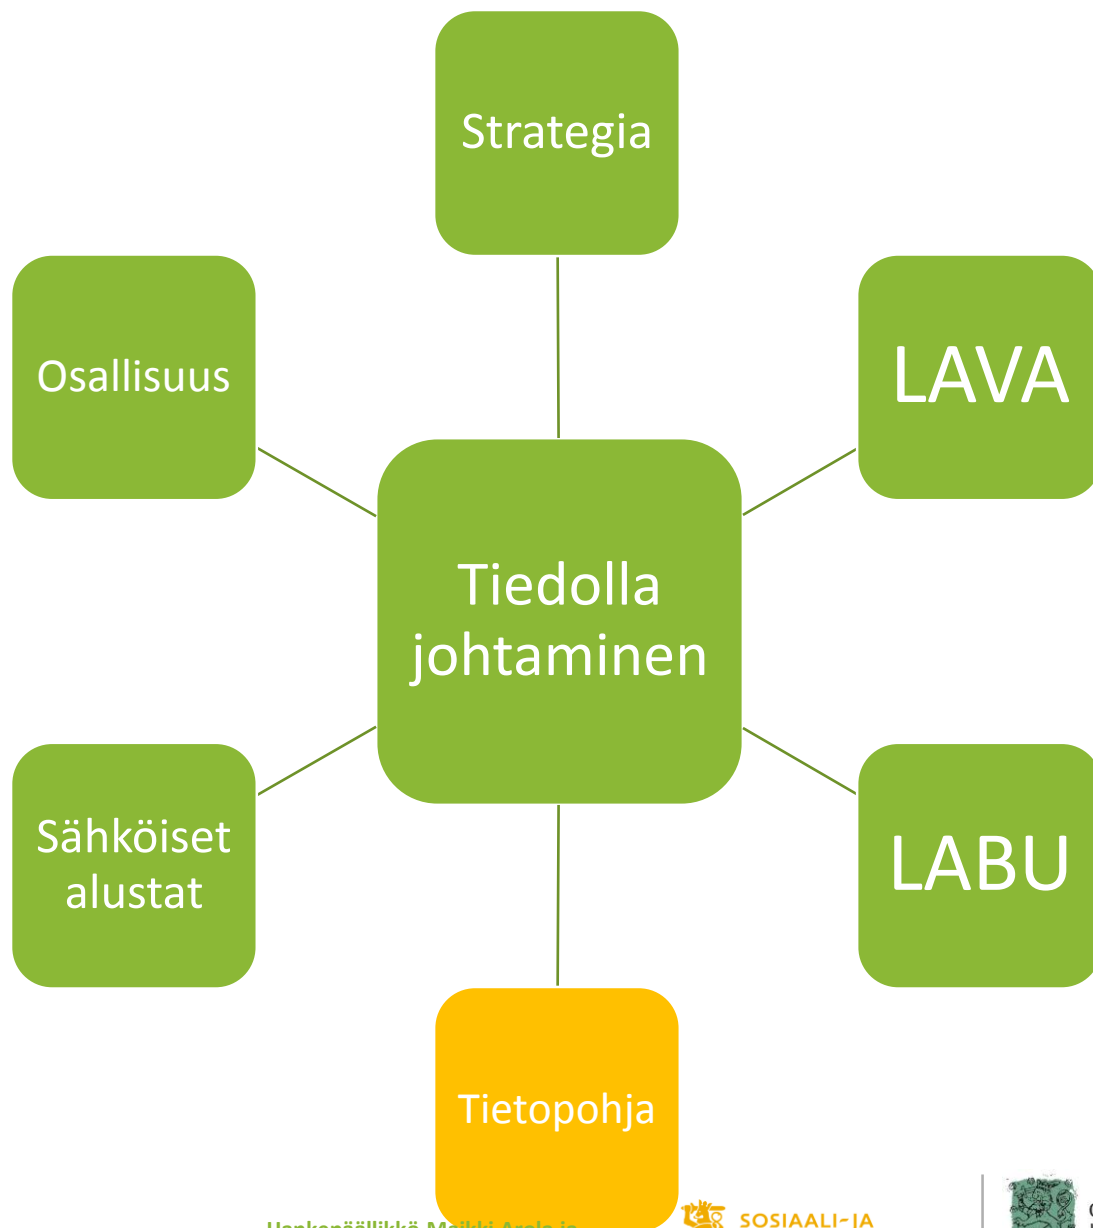 Strategia
Osallisuus
LAVA
Tiedolla
johtaminen
Sähköiset
alustat
LABU
Tietopohja
SOSIAALI-JA